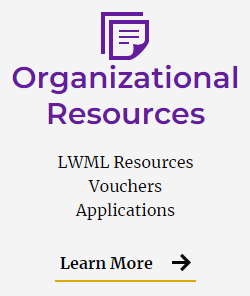 Organizational
Resources
LWML Resources
Vouchers
Applications
Learn More